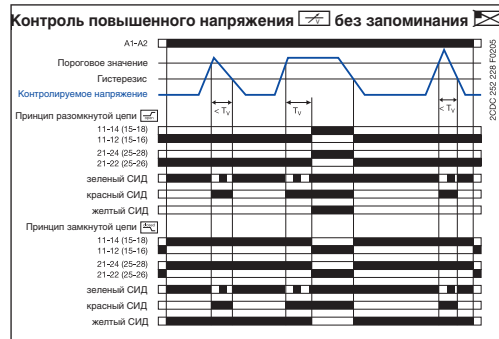 Контроль повышенного напряжения без запоминания
A1-A2
Пороговое значение
Гистерезис
Контролируемое напряжение
< Tv
Tv
< Tv
Принцип разомкнутой цепи
11-14 (15-18)
11-12 (15-16)
21-24 (25-28)
21-22 (25-26)
зеленый СИД
красный СИД
желтый СИД
Принцип замкнутой цепи
11-14 (15-18)
11-12 (15-16)
21-24 (25-28)
21-22 (25-26)
зеленый СИД
красный СИД
желтый СИД
2CDC 252 228 F0205